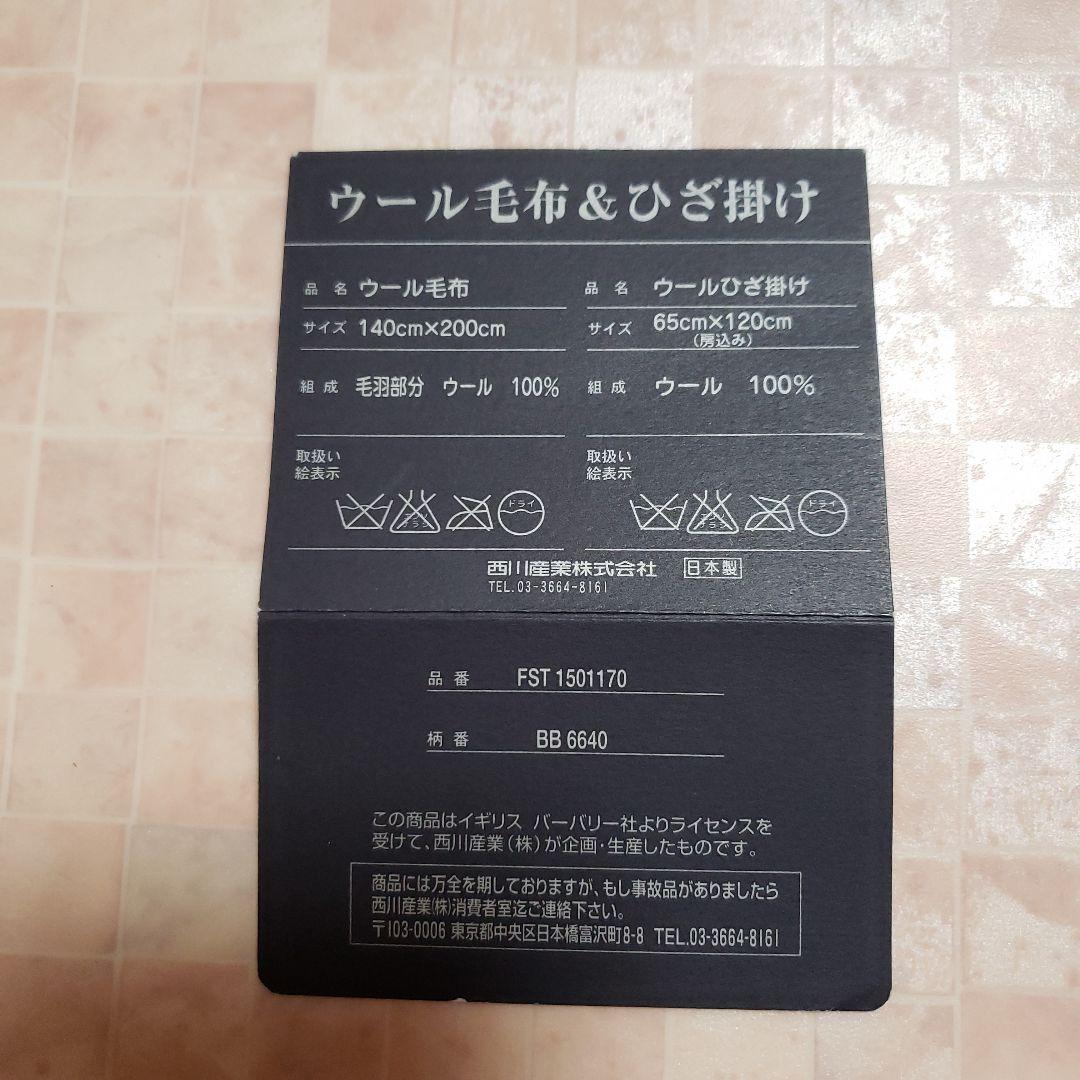 ウール毛布&ひざ掛け
品名 ウール毛布
サイズ 140cm×200cm
組成 毛羽部分 ウール 100%
取扱い
絵表示
ドライ
品名 ウールひざ掛け
サイズ 65cm×120cm
(房込み)
組成 ウール 100%
取扱い
絵表示
ドライ
西川産業株式会社 日本製
TEL.03-3664-8161
品番 FST 1501170
柄番 BB 6640
この商品はイギリス バーバリー社よりライセンスを
受けて、西川産業(株)が企画・生産したものです。
商品には万全を期しておりますが、もし事故品がありましたら
西川産業(株)消費者室迄ご連絡下さい。
〒103-0006 東京都中央区日本橋富沢町8-8 TEL.03-3664-8161